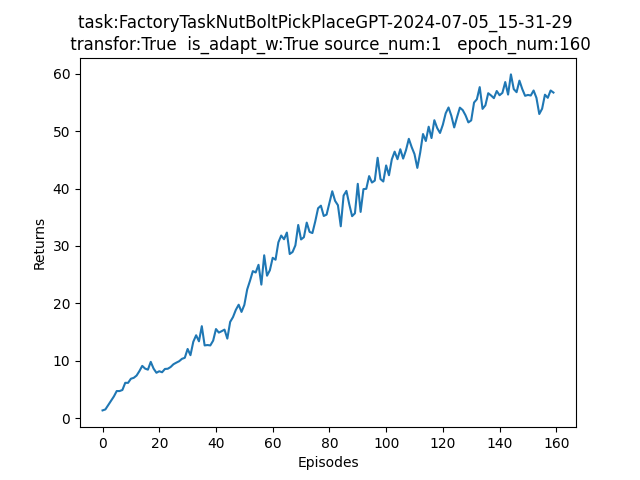 task:FactoryTaskNutBoltPickPlaceGPT-2024-07-05_15-31-29
transfor:True  is_adapt_w:True source_num:1   epoch_num:160
60
50
40
30
20
10
0
Returns
0 20 40 60 80 100 120 140 160
Episodes